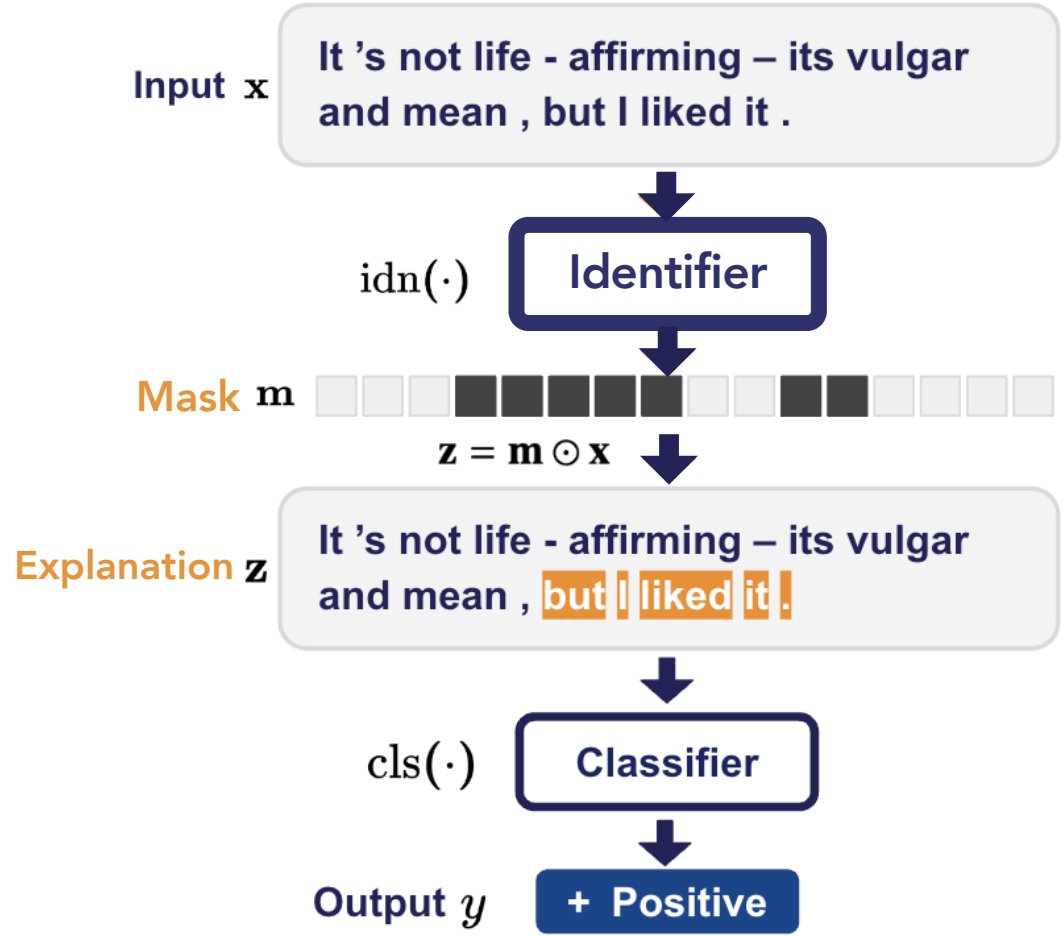 Input x
It 's not life - affirming – its vulgar
and mean , but I liked it .
idn(·)
Identifier
Mask m
z = m ⊙ x
Explanation z
It 's not life - affirming – its vulgar
and mean , but I liked it .
cls(·)
Classifier
Output y
+ Positive